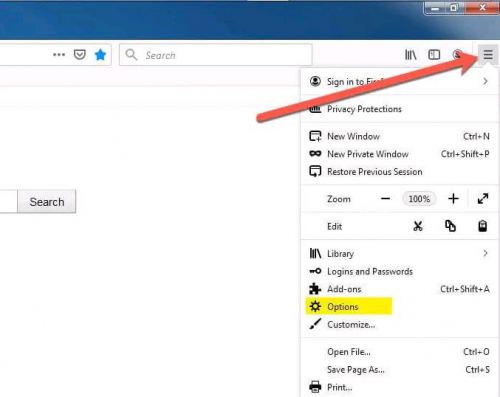 Search
Sign in to Fire
Privacy Protections
New Window Ctrl+N
New Private Window Ctrl+Shift+P
Restore Previous Session
Zoom 100%
Edit
Search
Library
Logins and Passwords
Add-ons Ctrl+Shift+A
Options
Customize...
Open File... Ctrl+O
Save Page As... Ctrl+S
Print...